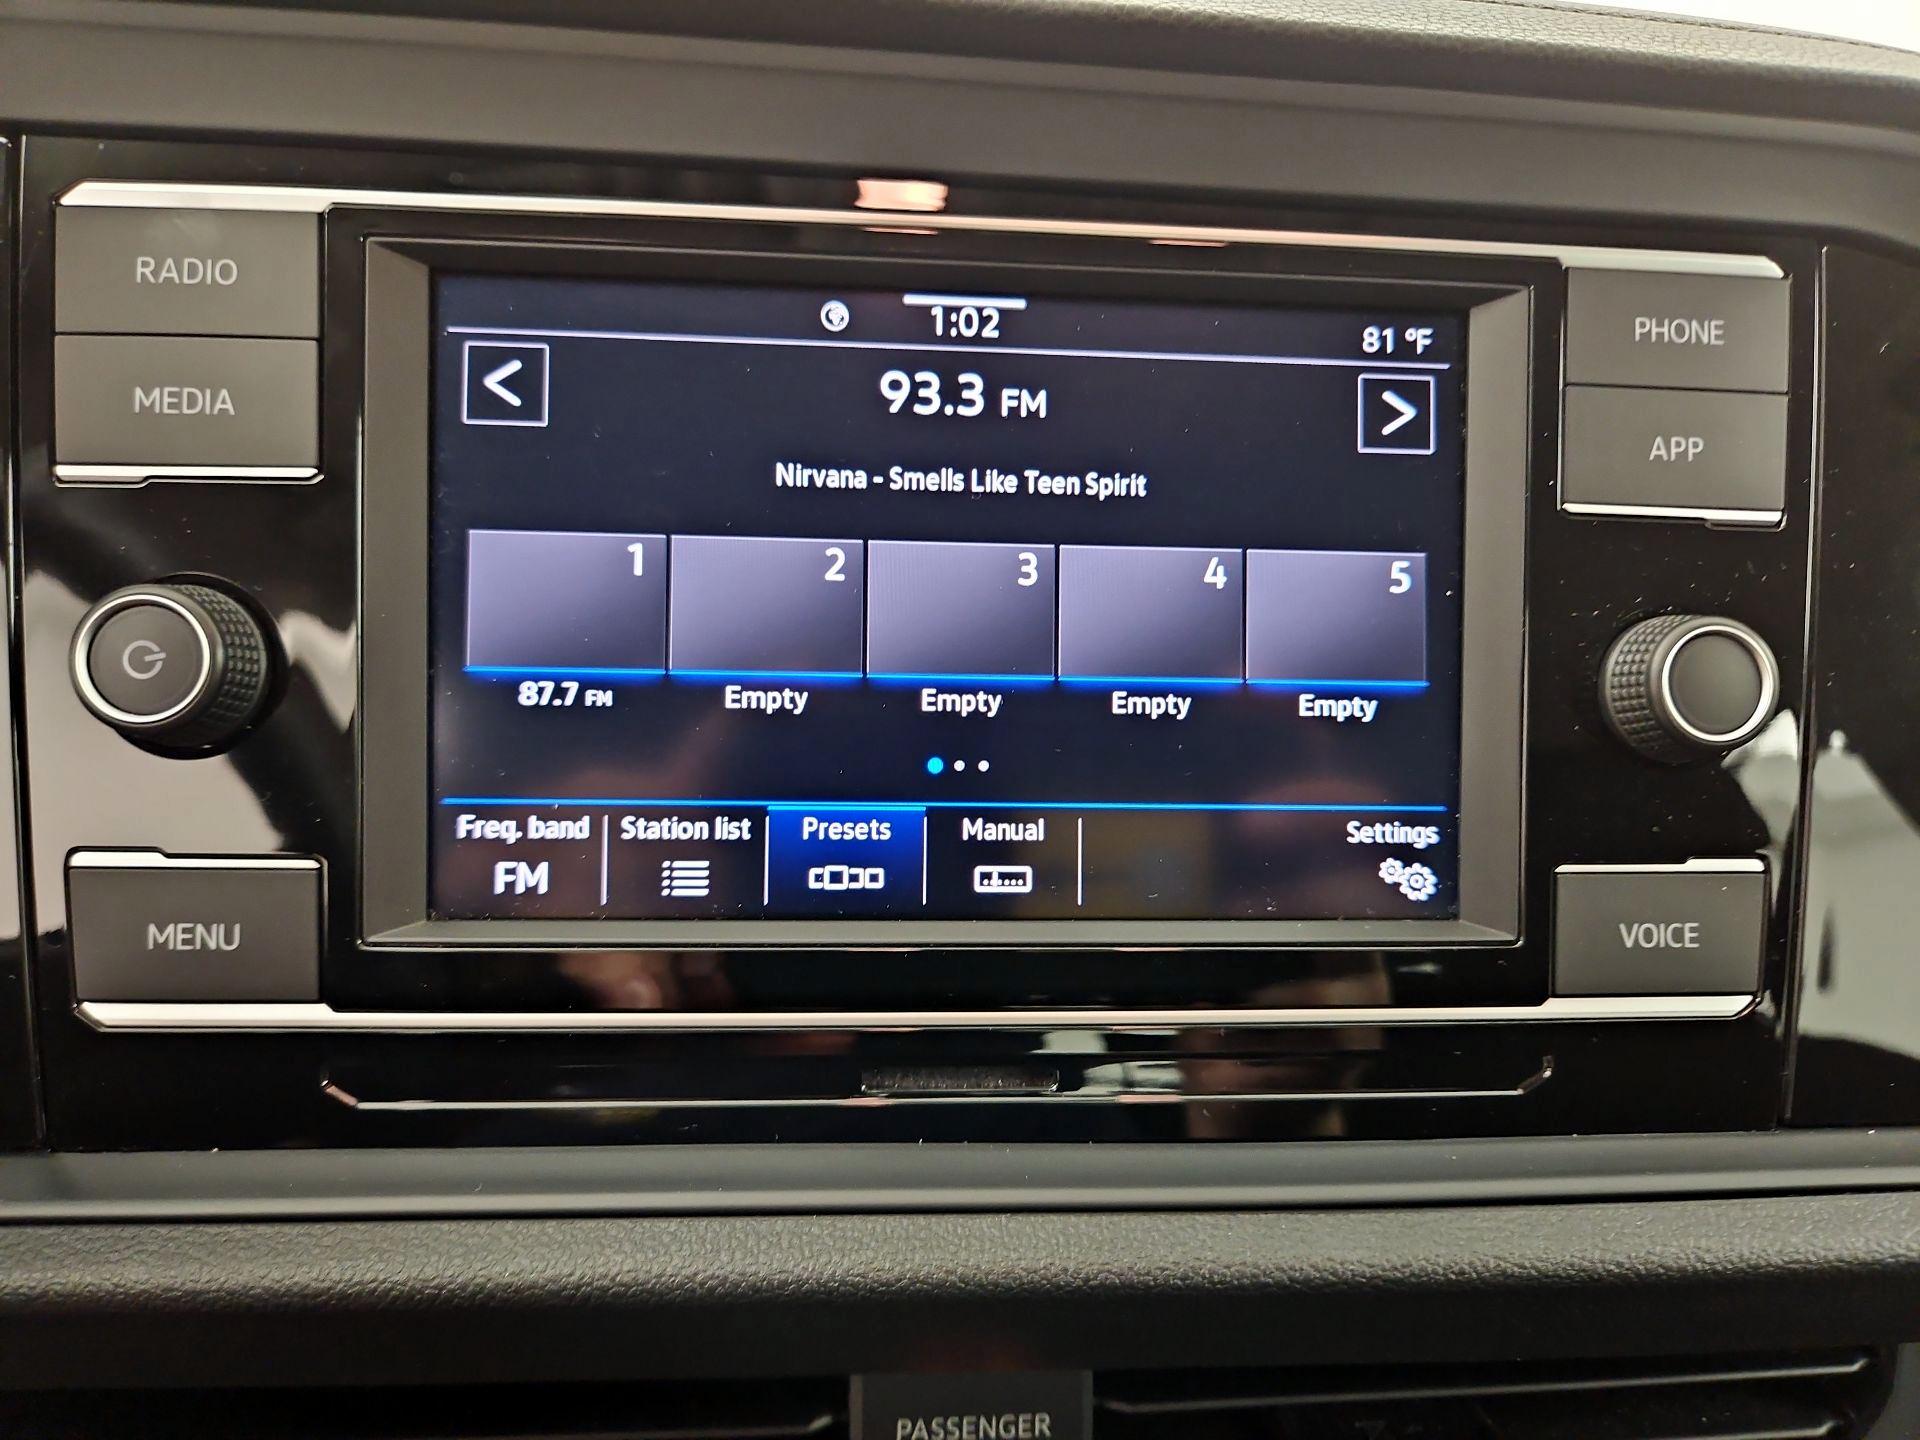 RADIO
MEDIA
MENU
1:02
81 °F
<
93.3 FM
>
Nirvana - Smells Like Teen Spirit
1 2 3 4 5
87.7 FM Empty Empty Empty Empty
Freq. band Station list Presets Manual Settings
FM
PHONE
APP
VOICE
PASSENGER